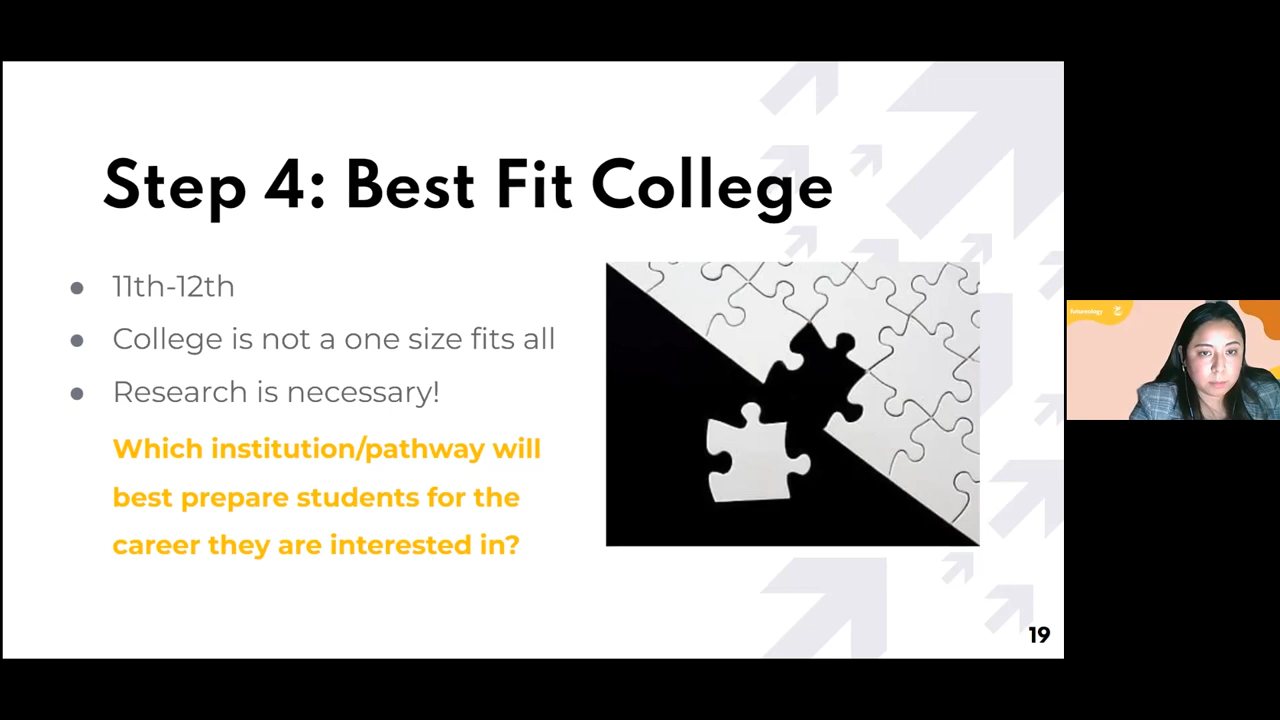 Step 4: Best Fit College
● 11th-12th
● College is not a one size fits all
● Research is necessary!
Which institution/pathway will
best prepare students for the
career they are interested in?
19
futureology